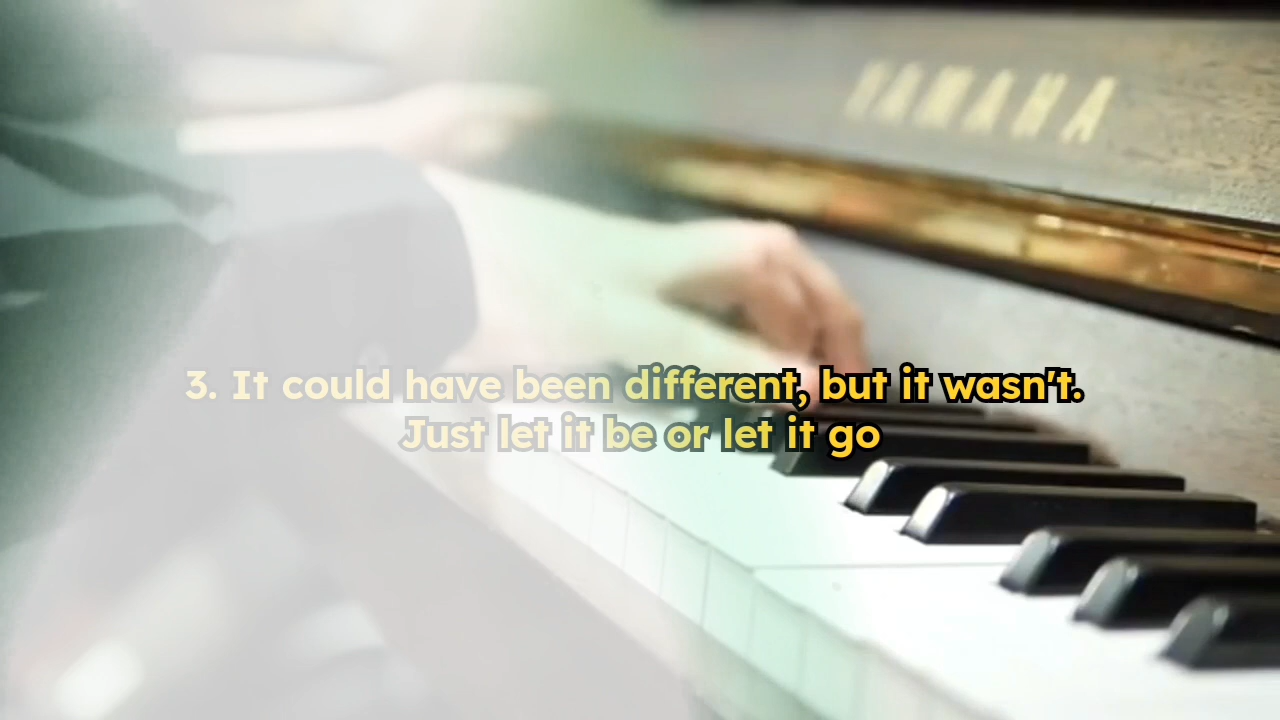 YAMAHA
3. It could have been different, but it wasn't.
Just let it be or let it go